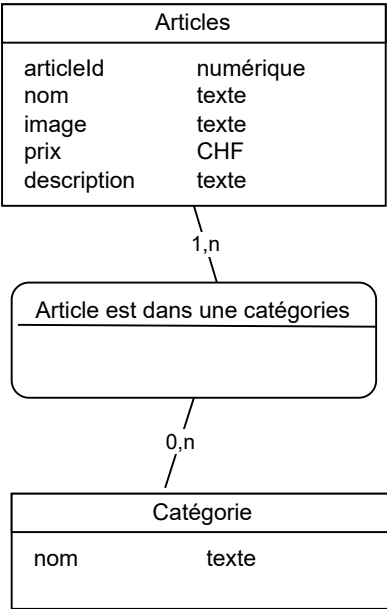 Articles
articleId numérique
nom texte
image texte
prix CHF
description texte
1,n
Article est dans une catégories
0,n
Catégorie
nom texte